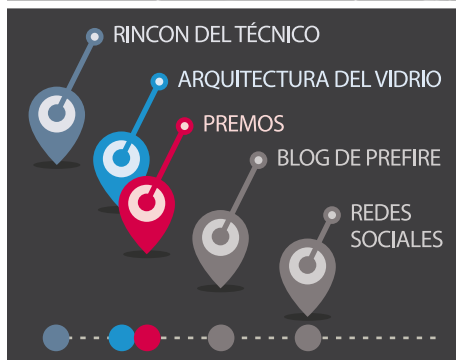 RINCON DEL TÉCNICO
ARQUITECTURA DEL VIDRIO
PREMOS
BLOG DE PREFIRE
REDES
SOCIALES